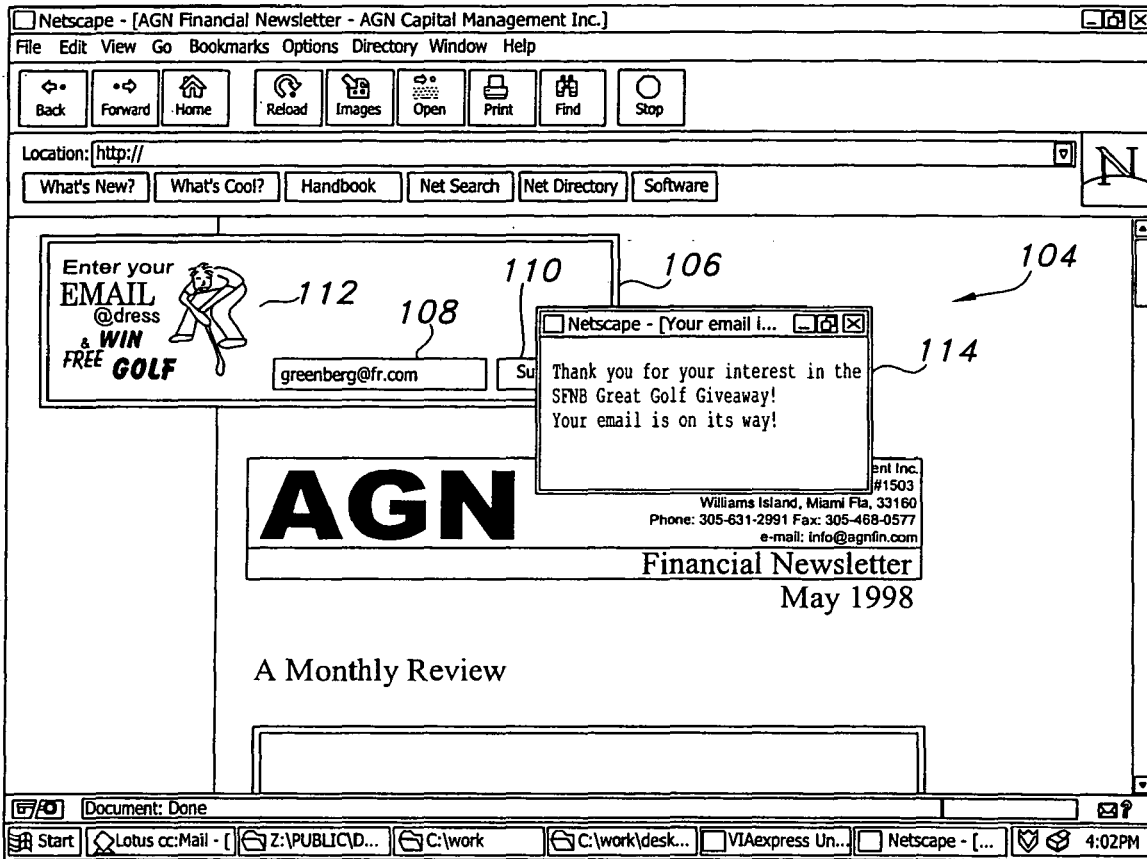 Netscape - [AGN Financial Newsletter - AGN Capital Management Inc.]
File Edit View Go Bookmarks Options Directory Window Help
Back Forward Home Reload Images Open Print Find Stop
Location: http://
N
What's New? What's Cool? Handbook Net Search Net Directory Software
Enter your
EMAIL
@dress
& WIN
FREE GOLF
112
108
110
106
104
greenberg@fr.com
Su
Netscape - [Your email i...
114
Thank you for your interest in the
SFNB Great Golf Giveaway!
Your email is on its way!
AGN
ent Inc.
#1503
Williams Island, Miami Fla, 33160
Phone: 305-631-2991 Fax: 305-468-0577
e-mail: info@agnfin.com
Financial Newsletter
May 1998
A Monthly Review
Document: Done
Start Lotus cc:Mail - [ Z:\PUBLIC\D... C:\work C:\work\desk... VIAexpress Un... Netscape - [... 4:02PM